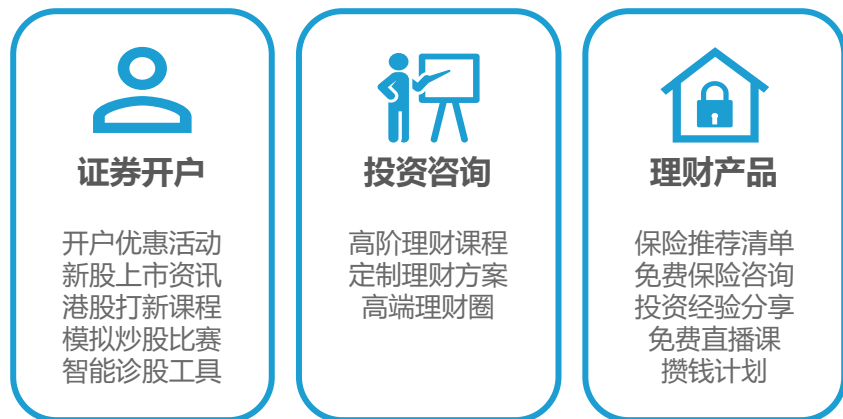 证券开户
开户优惠活动
新股上市资讯
港股打新课程
模拟炒股比赛
智能诊股工具
投资咨询
高阶理财课程
定制理财方案
高端理财圈
理财产品
保险推荐清单
免费保险咨询
投资经验分享
免费直播课
攒钱计划